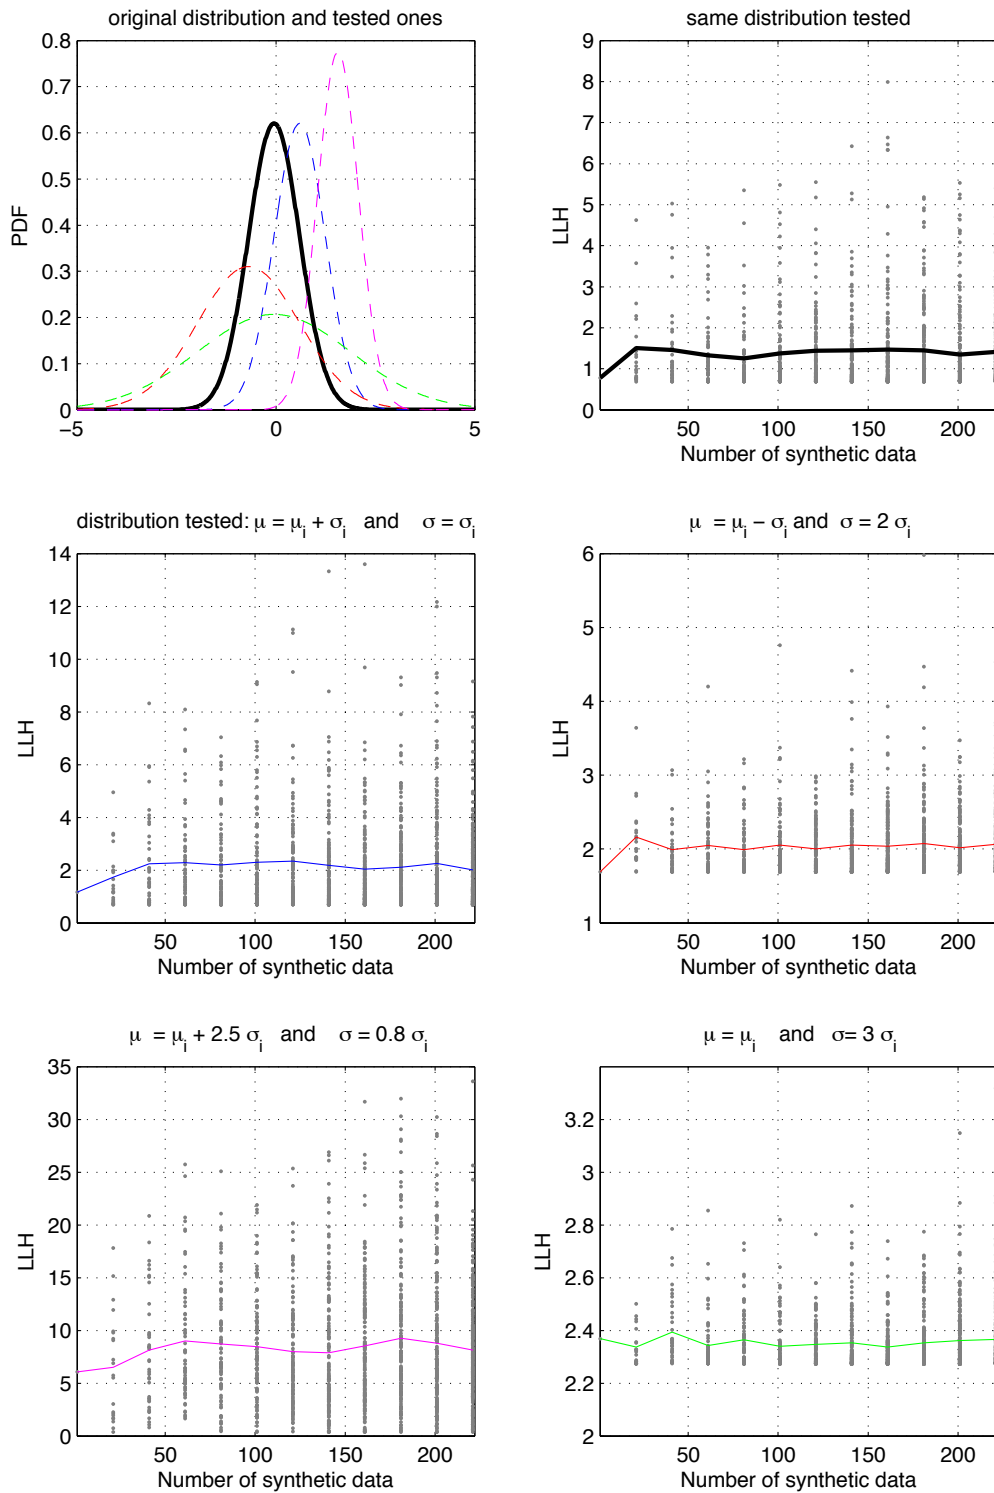 original distribution and tested ones
0.8
0.7
0.6
0.5
0.4
0.3
0.2
0.1
0
PDF
−5 0 5
same distribution tested
9
8
7
6
5
4
3
2
1
0
LLH
50 100 150 200
Number of synthetic data
distribution tested: μ = μi + σi and σ = σi
14
12
10
8
6
4
2
0
LLH
50 100 150 200
Number of synthetic data
μ = μi − σi and σ = 2 σi
6
5
4
3
2
1
LLH
50 100 150 200
Number of synthetic data
μ = μi + 2.5 σi and σ = 0.8 σi
35
30
25
20
15
10
5
0
LLH
50 100 150 200
Number of synthetic data
μ = μi and σ= 3 σi
3.2
3
2.8
2.6
2.4
2.2
2
LLH
50 100 150 200
Number of synthetic data